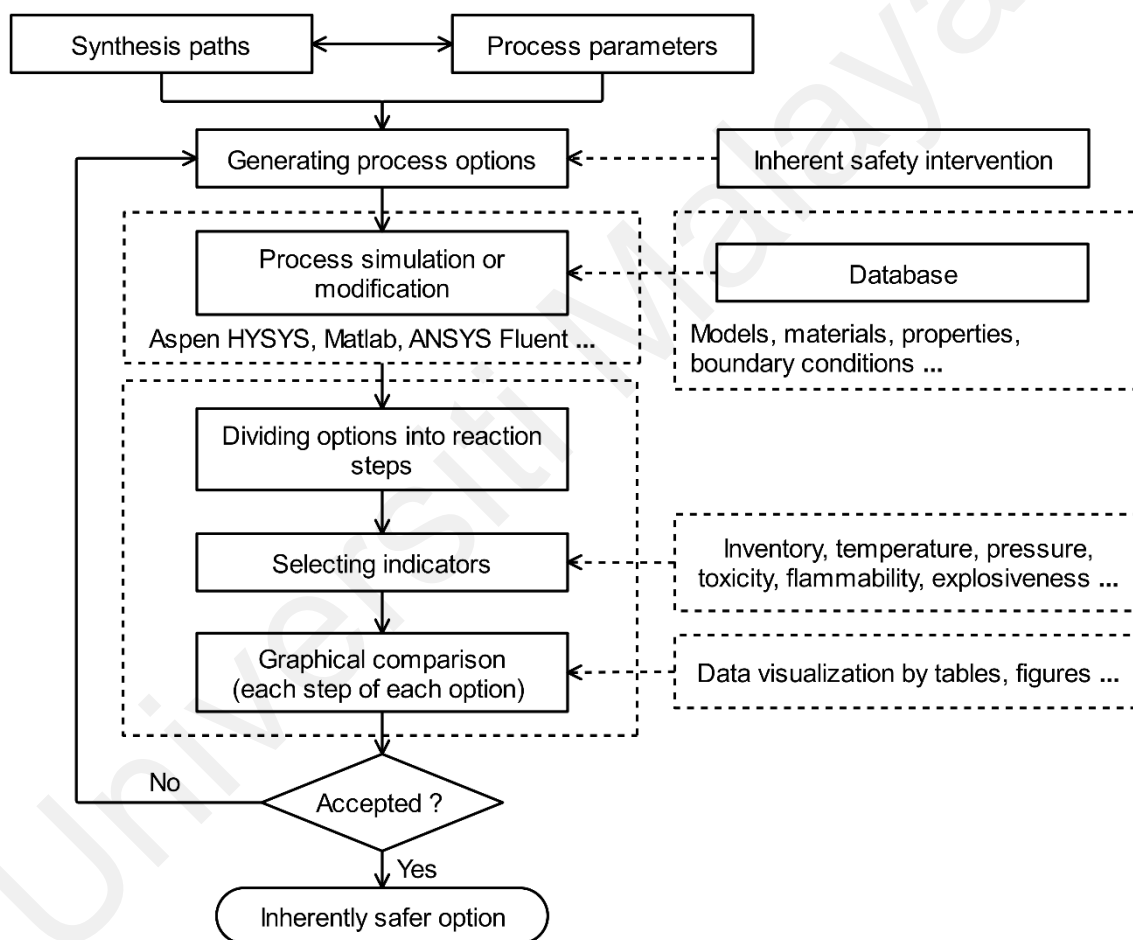 Synthesis paths
Process parameters
Generating process options
Inherent safety intervention
Process simulation or
modification
Database
Aspen HYSYS, Matlab, ANSYS Fluent ...
Models, materials, properties,
boundary conditions ...
Dividing options into reaction
steps
Selecting indicators
Inventory, temperature, pressure,
toxicity, flammability, explosiveness ...
Graphical comparison
(each step of each option)
Data visualization by tables, figures ...
No
Accepted ?
Yes
Inherently safer option
Universiti Malaya